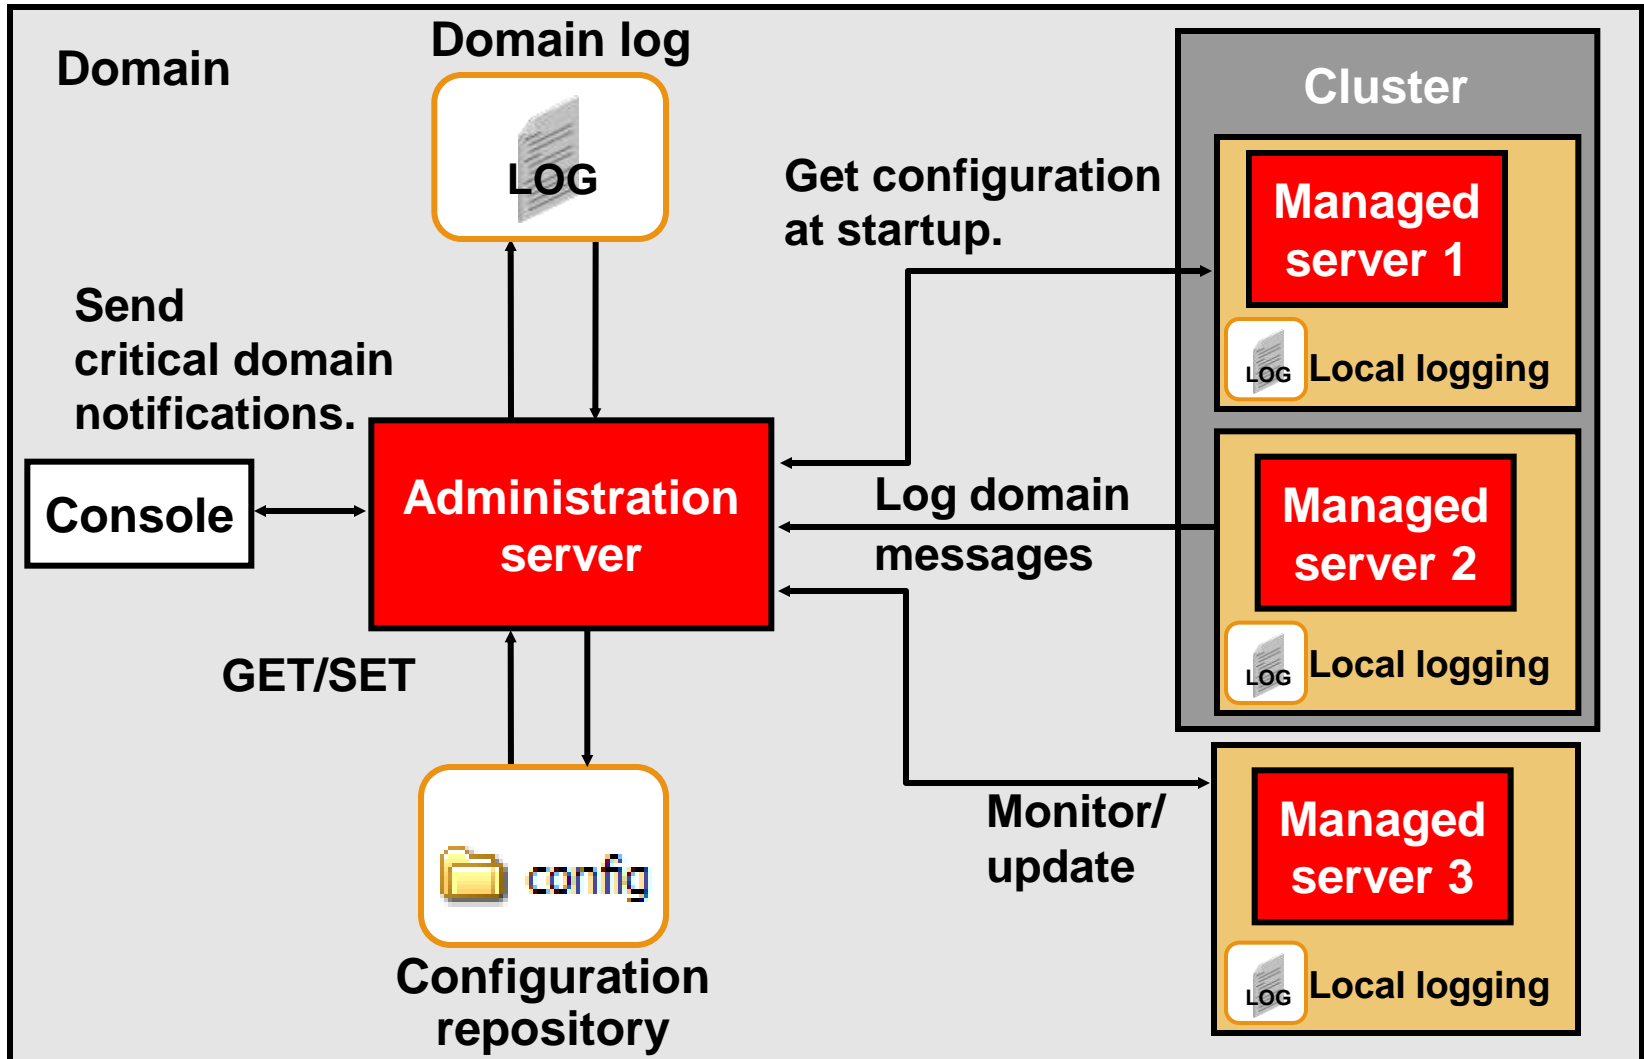 Domain
Domain log
LOG
Cluster
Get configuration
at startup.
Managed
server 1
LOG
Local logging
Send
critical domain
notifications.
Console
Administration
server
Log domain
messages
Managed
server 2
LOG
Local logging
GET/SET
config
Configuration
repository
Monitor/
update
Managed
server 3
LOG
Local logging